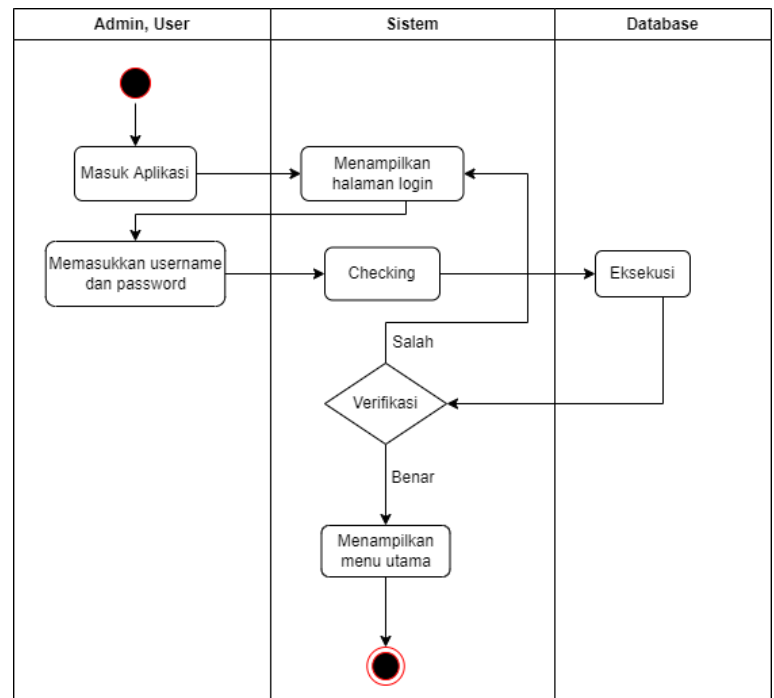 Admin, User
Sistem
Database
Masuk Aplikasi
Menampilkan
halaman login
Memasukkan username
dan password
Checking
Eksekusi
Salah
Verifikasi
Benar
Menampilkan
menu utama